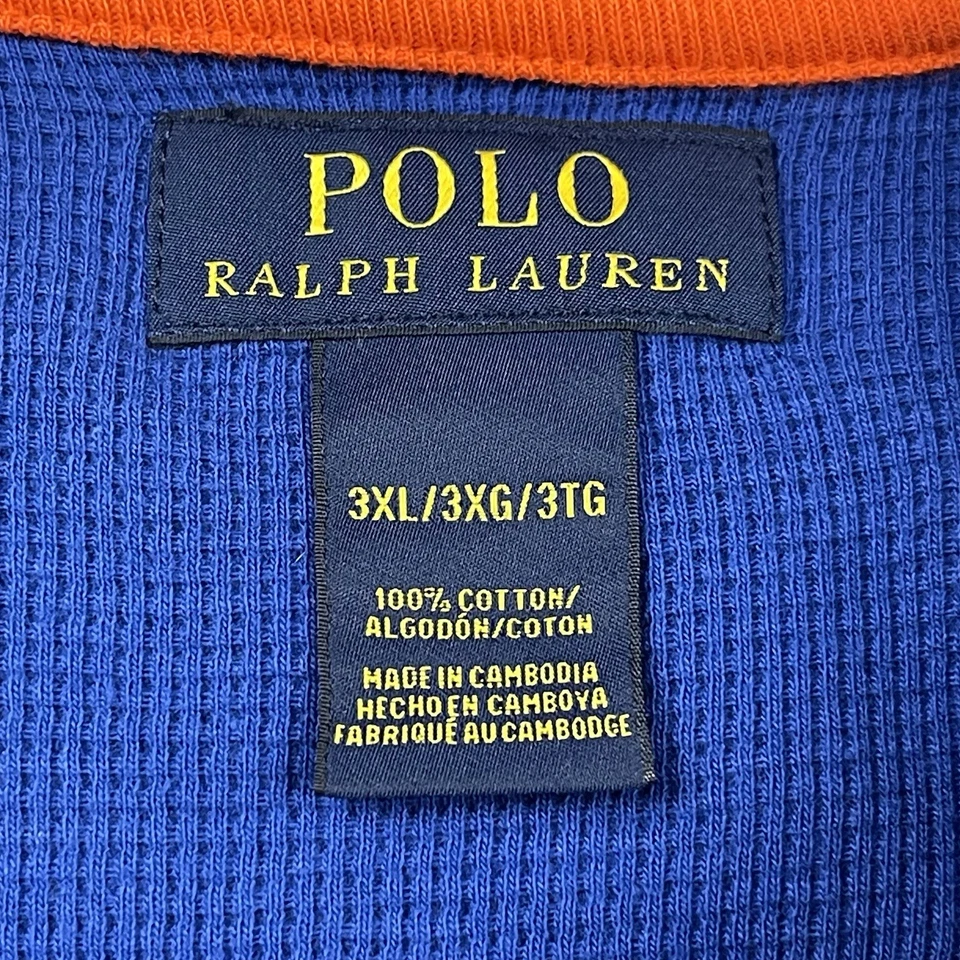 POLO
RALPH LAUREN
3XL/3XG/3TG
100% COTTON/
ALGODÓN/COTON
MADE IN CAMBODIA
HECHO EN CAMBOYA
FABRIQUÉ AU CAMBODGE